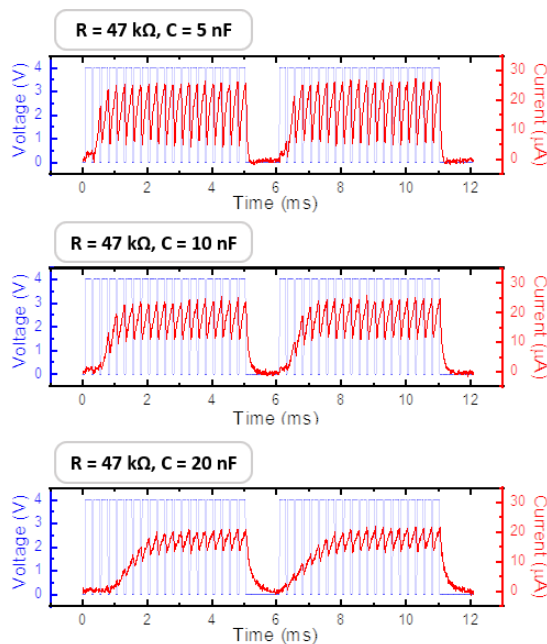 R = 47 kΩ, C = 5 nF
Voltage (V)
4
3
2
1
0
30
20
10
0
Current (µA)
0 2 4 6 8 10 12
Time (ms)
R = 47 kΩ, C = 10 nF
Voltage (V)
4
3
2
1
0
30
20
10
0
Current (µA)
0 2 4 6 8 10 12
Time (ms)
R = 47 kΩ, C = 20 nF
Voltage (V)
4
3
2
1
0
30
20
10
0
Current (µA)
0 2 4 6 8 10 12
Time (ms)